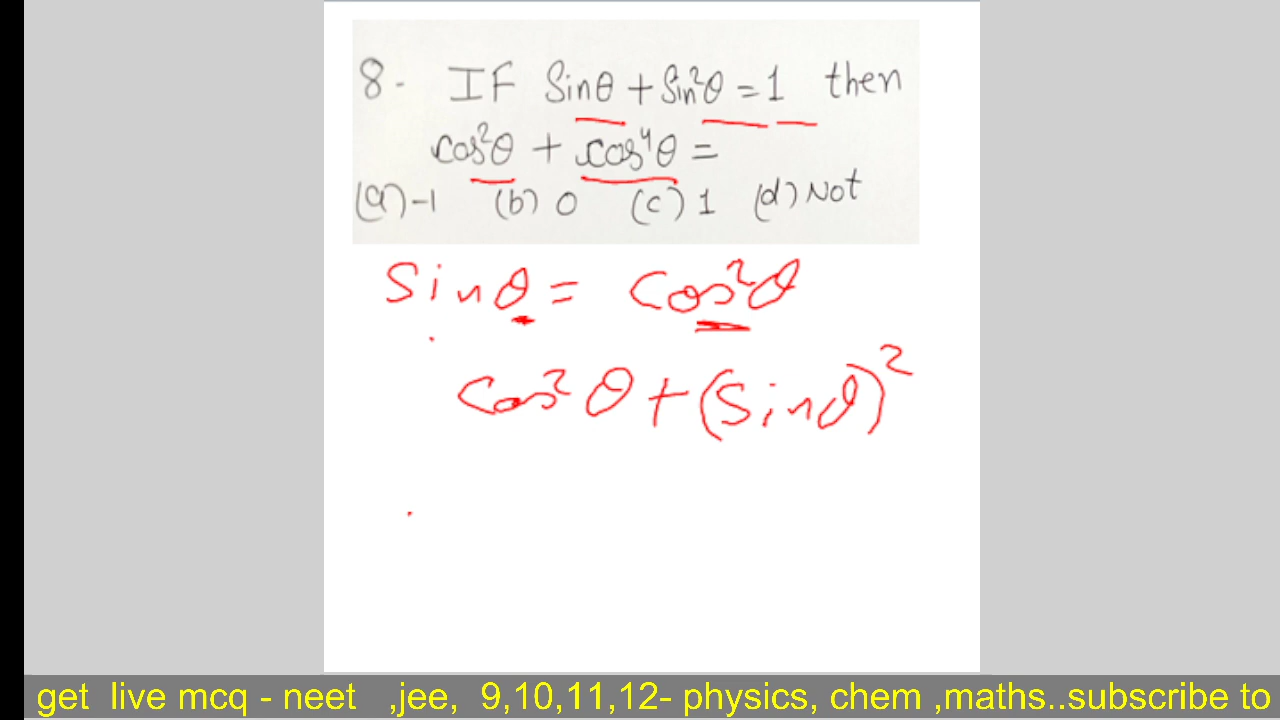 8. IF Sinθ + Sin²θ = 1 then
cos²θ + cos⁴θ =
(a) -1 (b) 0 (c) 1 (d) Not
Sinθ = Cos²θ
Cos²θ + (Sinθ)²
get live mcq - neet ,jee, 9,10,11,12- physics, chem ,maths..subscribe to